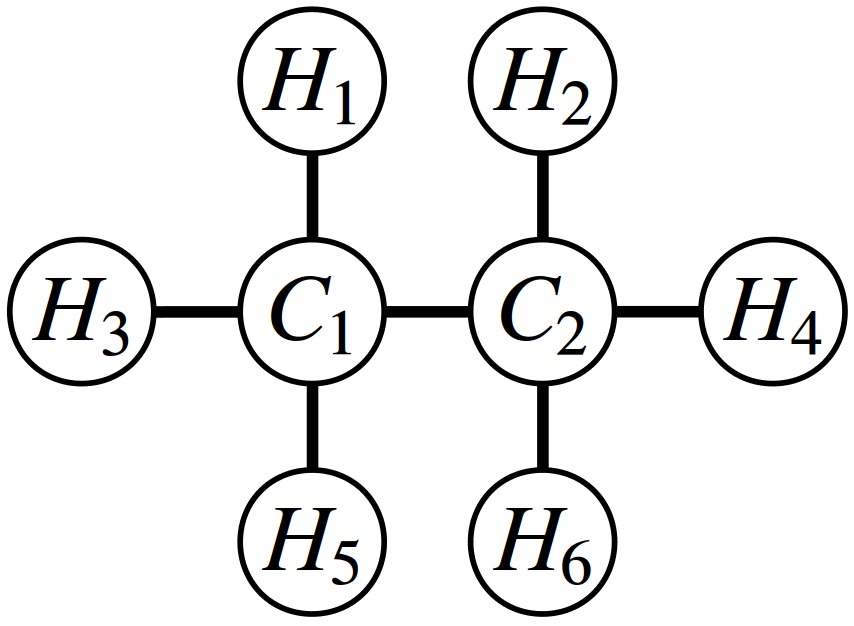 H₁ H₂
H₃ C₁ C₂ H₄
H₅ H₆